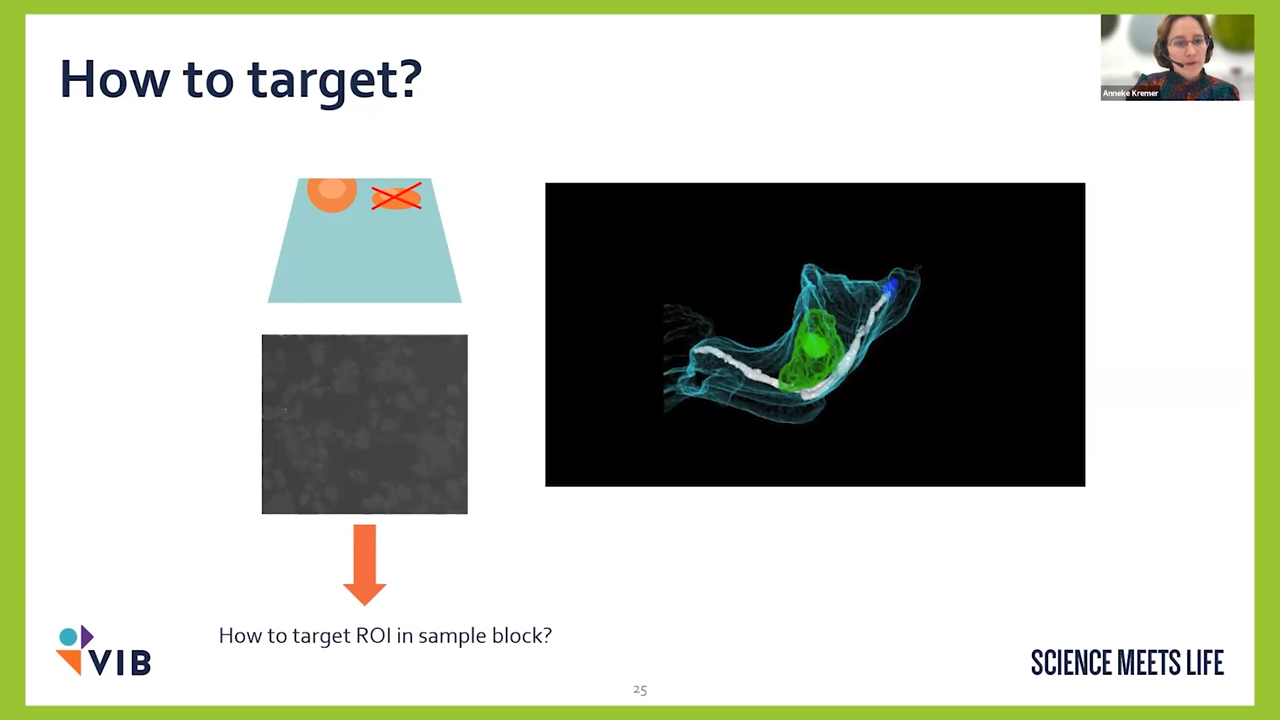 How to target?
Anneke Kremer
How to target ROI in sample block?
VIB
SCIENCE MEETS LIFE
25